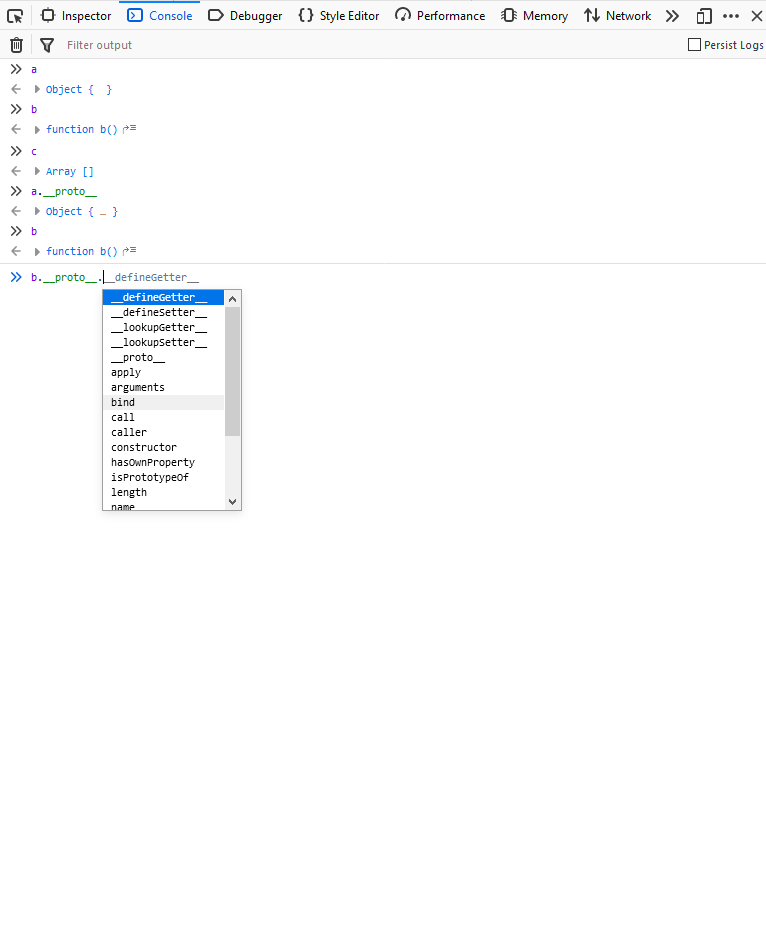 Inspector Console Debugger Style Editor Performance Memory Network
Filter output Persist Logs
a
Object { }
b
function b()
c
Array []
a.__proto__
Object { … }
b
function b()
b.__proto__.__defineGetter__
__defineGetter__
__defineSetter__
__lookupGetter__
__lookupSetter__
__proto__
apply
arguments
bind
call
caller
constructor
hasOwnProperty
isPrototypeOf
length
name